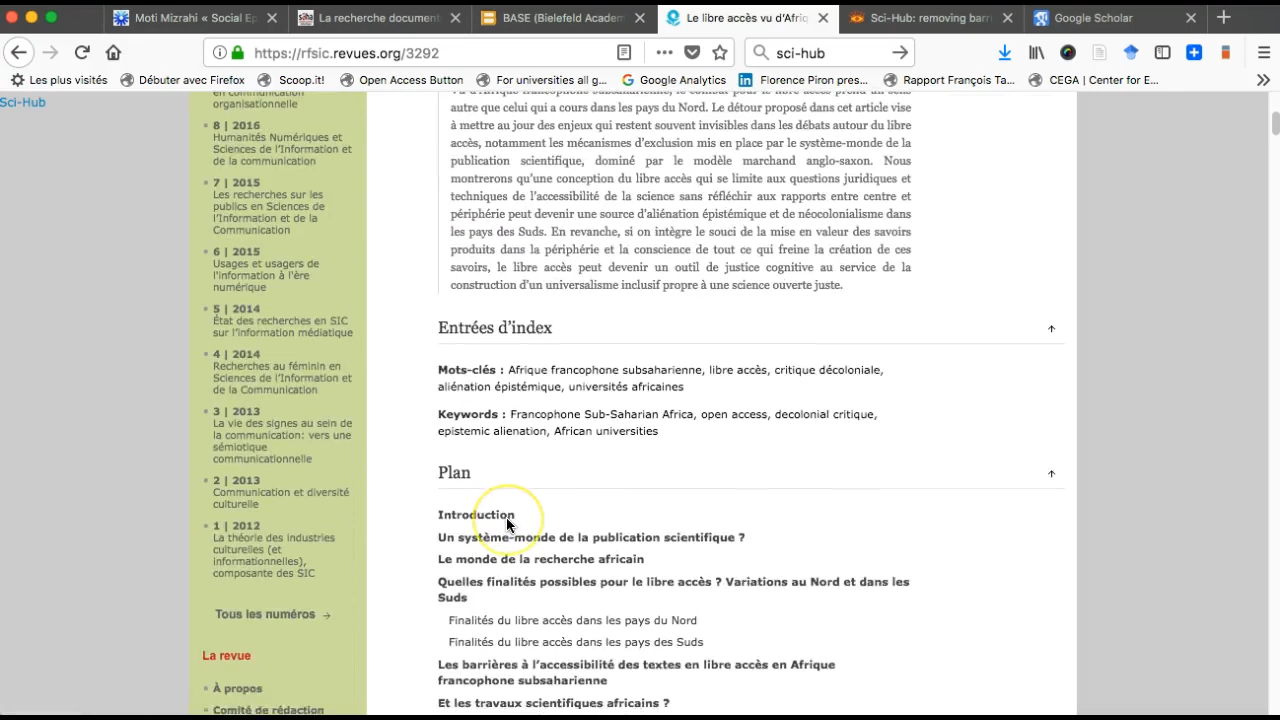 Moti Mizrahi « Social Ep
La recherche document
BASE (Bielefeld Academ
Le libre accès vu d'Afriq
Sci-Hub: removing barr
Google Scholar
https://rfsic.revues.org/3292
sci-hub
Les plus visités
Débuter avec Firefox
Scoop.it!
Open Access Button
For universities all g...
Google Analytics
Florence Piron pres...
Rapport François Ta...
CEGA | Center for E...
Sci-Hub
en communication
organisationnelle
8 | 2016
Humanités Numériques et
Sciences de l'Information et
de la communication
7 | 2015
Les recherches sur les
publics en Sciences de
l'Information et de la
Communication
6 | 2015
Usages et usagers de
l'information à l'ère
numérique
5 | 2014
État des recherches en SIC
sur l'information médiatique
4 | 2014
Recherches au féminin en
Sciences de l'Information et
de la Communication
3 | 2013
La vie des signes au sein de
la communication: vers une
sémiotique
communicationnelle
2 | 2013
Communication et diversité
culturelle
1 | 2012
La théorie des industries
culturelles (et
informationnelles),
composante des SIC
Tous les numéros →
La revue
À propos
Comité de rédaction
Vu d'Afrique francophone subsaharienne, le combat pour le libre accès prend un sens
autre que celui qui a cours dans les pays du Nord. Le détour proposé dans cet article vise
à mettre au jour des enjeux qui restent souvent invisibles dans les débats autour du libre
accès, notamment les mécanismes d'exclusion mis en place par le système-monde de la
publication scientifique, dominé par le modèle marchand anglo-saxon. Nous
montrerons qu'une conception du libre accès qui se limite aux questions juridiques et
techniques de l'accessibilité de la science sans réfléchir aux rapports entre centre et
périphérie peut devenir une source d'aliénation épistémique et de néocolonialisme dans
les pays des Suds. En revanche, si on intègre le souci de la mise en valeur des savoirs
produits dans la périphérie et la conscience de tout ce qui freine la création de ces
savoirs, le libre accès peut devenir un outil de justice cognitive au service de la
construction d'un universalisme inclusif propre à une science ouverte juste.
Entrées d'index
Mots-clés : Afrique francophone subsaharienne, libre accès, critique décoloniale,
aliénation épistémique, universités africaines
Keywords : Francophone Sub-Saharian Africa, open access, decolonial critique,
epistemic alienation, African universities
Plan
Introduction
Un système-monde de la publication scientifique ?
Le monde de la recherche africain
Quelles finalités possibles pour le libre accès ? Variations au Nord et dans les
Suds
Finalités du libre accès dans les pays du Nord
Finalités du libre accès dans les pays des Suds
Les barrières à l'accessibilité des textes en libre accès en Afrique
francophone subsaharienne
Et les travaux scientifiques africains ?